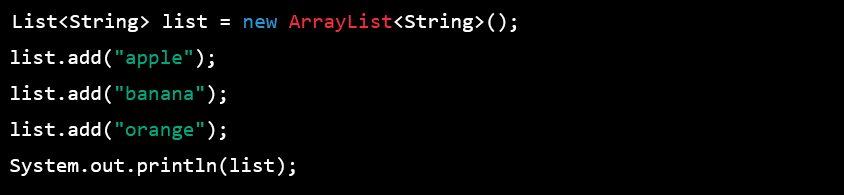 List<String> list = new ArrayList<String>();
list.add("apple");
list.add("banana");
list.add("orange");
System.out.println(list);